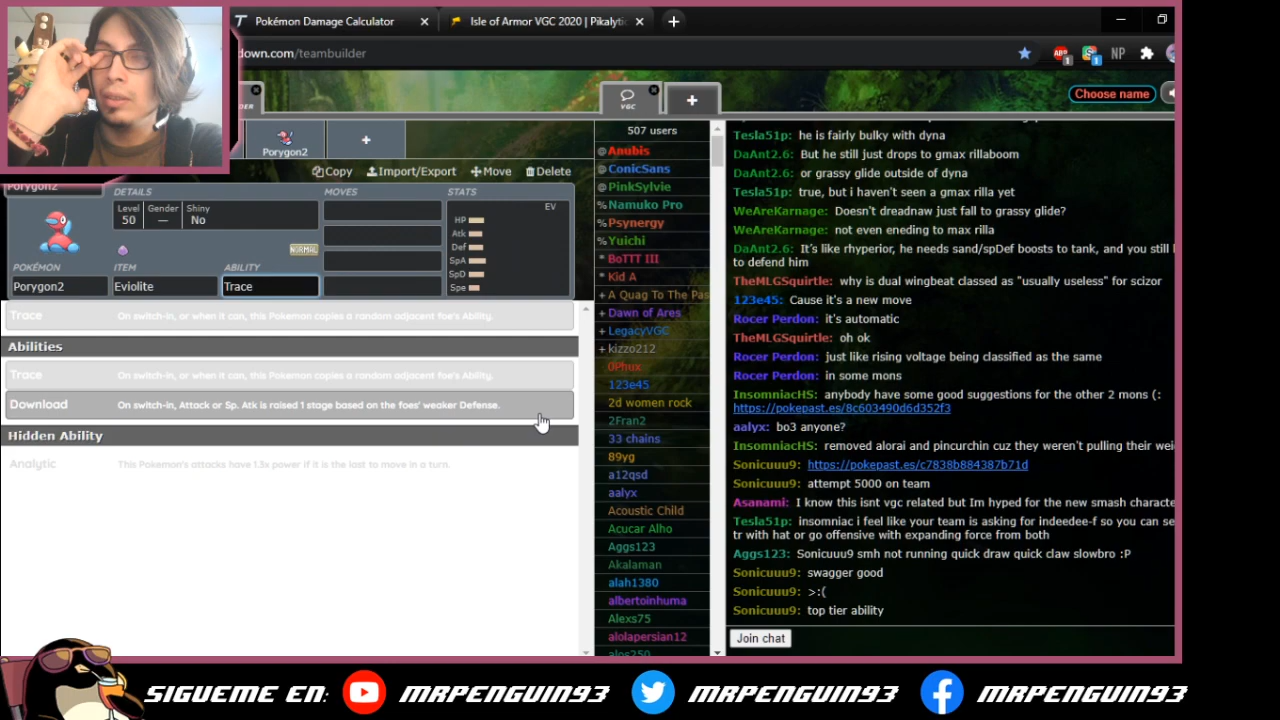 Pokémon Damage Calculator
Isle of Armor VGC 2020 | Pikalytic
down.com/teambuilder
ABP
1
1
NP
DER
VGC
Choose name
Porygon2
Copy Import/Export Move Delete
Porygon2
DETAILS
MOVES
STATS
Level
50
Gender
—
Shiny
No
EV
HP
Atk
Def
SpA
SpD
Spe
NORMAL
POKÉMON
ITEM
ABILITY
Porygon2
Eviolite
Trace
Trace On switch-in, or when it can, this Pokemon copies a random adjacent foe's Ability.
Abilities
Trace On switch-in, or when it can, this Pokemon copies a random adjacent foe's Ability.
Download On switch-in, Attack or Sp. Atk is raised 1 stage based on the foes' weaker Defense.
Hidden Ability
Analytic This Pokemon's attacks have 1.3x power if it is the last to move in a turn.
507 users
@ Anubis
@ ConicSans
@ PinkSylvie
% Namuko Pro
% Psynergy
% Yuichi
* BoTTT III
* Kid A
+ A Quag To The Pas
+ Dawn of Ares
+ LegacyVGC
+ kizzo212
0Phux
123e45
2d women rock
2Fran2
33 chains
89yg
a12qsd
aalyx
Acoustic Child
Acucar Alho
Aggs123
Akalaman
alah1380
albertoinhuma
Alexs75
alolapersian12
alos250
Tesla51p: he is fairly bulky with dyna
DaAnt2.6: But he still just drops to gmax rillaboom
DaAnt2.6: or grassy glide outside of dyna
Tesla51p: true, but i haven't seen a gmax rilla yet
WeAreKarnage: Doesn't dreadnaw just fall to grassy glide?
WeAreKarnage: not even eneding to max rilla
DaAnt2.6: It's like rhyperior, he needs sand/spDef boosts to tank, and you still
to defend him
TheMLGSquirtle: why is dual wingbeat classed as "usually useless" for scizor
123e45: Cause it's a new move
Rocer Perdon: it's automatic
TheMLGSquirtle: oh ok
Rocer Perdon: just like rising voltage being classified as the same
Rocer Perdon: in some mons
InsomniacHS: anybody have some good suggestions for the other 2 mons (:
https://pokepast.es/8c603490d6d352f3
aalyx: bo3 anyone?
InsomniacHS: removed alorai and pincurchin cuz they weren't pulling their wei
Sonicuuu9: https://pokepast.es/c7838b884387b71d
Sonicuuu9: attempt 5000 on team
Asanami: I know this isnt vgc related but Im hyped for the new smash characte
Tesla51p: insomniac i feel like your team is asking for indeedee-f so you can se
tr with hat or go offensive with expanding force from both
Aggs123: Sonicuuu9 smh not running quick draw quick claw slowbro :P
Sonicuuu9: swagger good
Sonicuuu9: >:(
Sonicuuu9: top tier ability
Join chat
SIGUEME EN: MRPENGUIN93 MRPENGUIN93 MRPENGUIN93